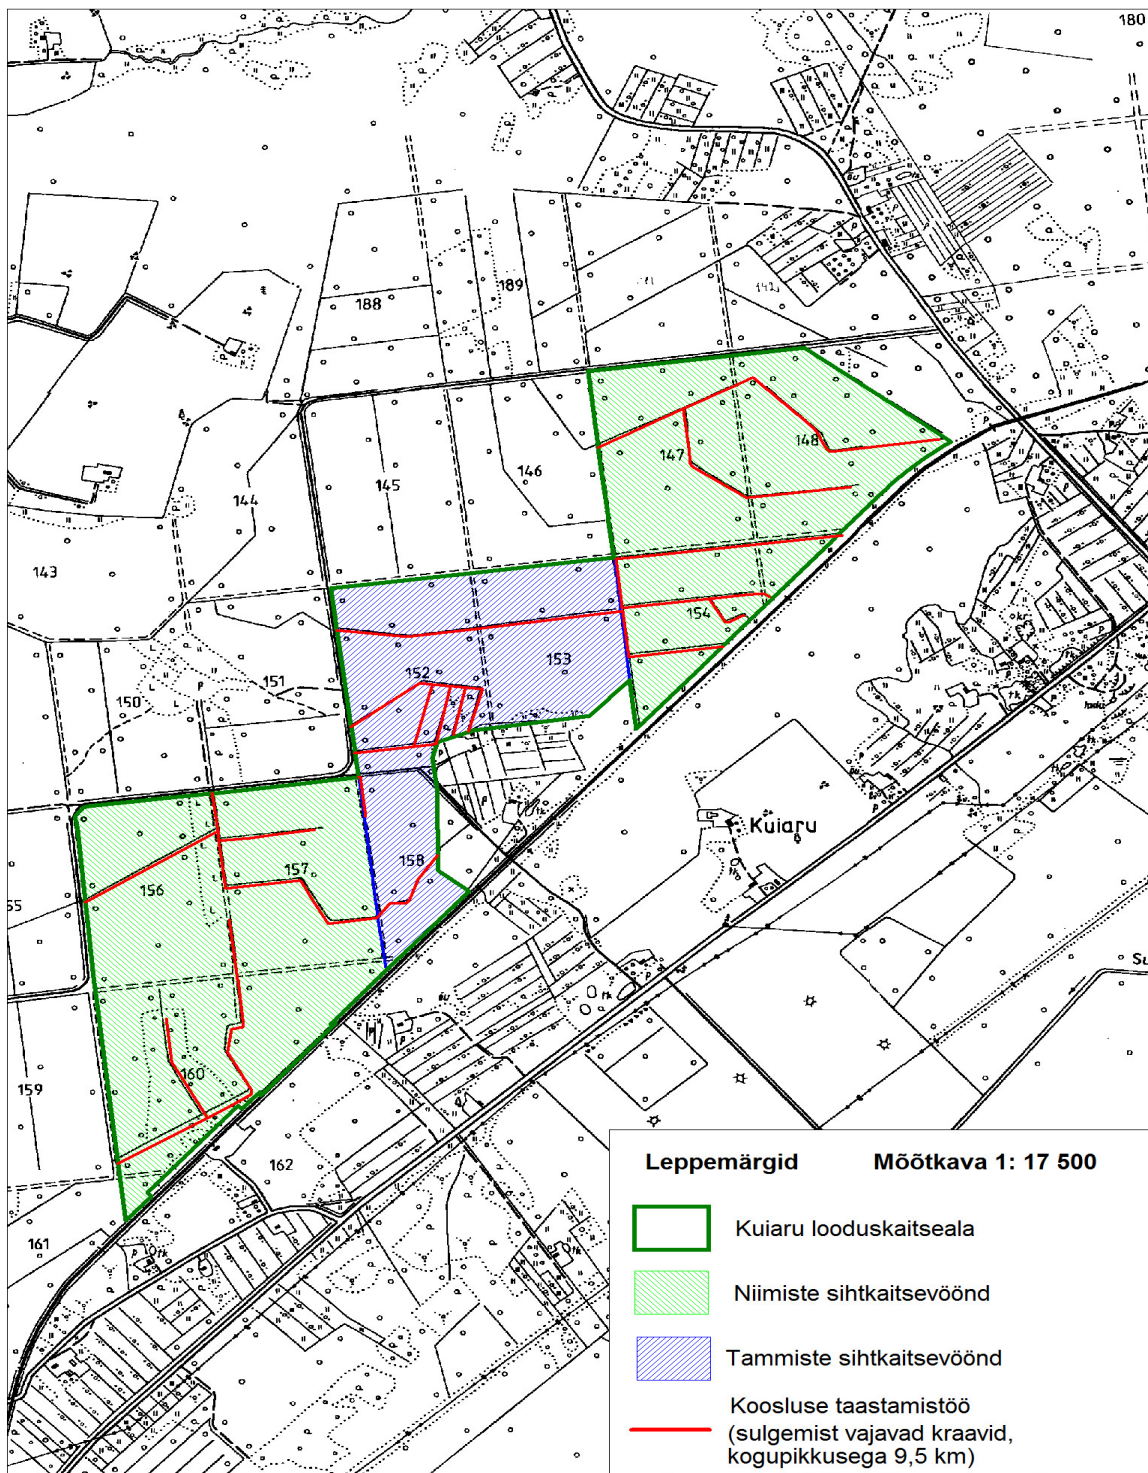 180
188
189
142
143
144
145
146
147
148
150
151
152
153
154
55
156
157
158
159
160
161
162
Kuiaru
Su
Leppemärgid Mõõtkava 1: 17 500
Kuiaru looduskaitseala
Niimiste sihtkaitsevöönd
Tammiste sihtkaitsevöönd
Koosluse taastamistöö
(sulgemist vajavad kraavid,
kogupikkusega 9,5 km)